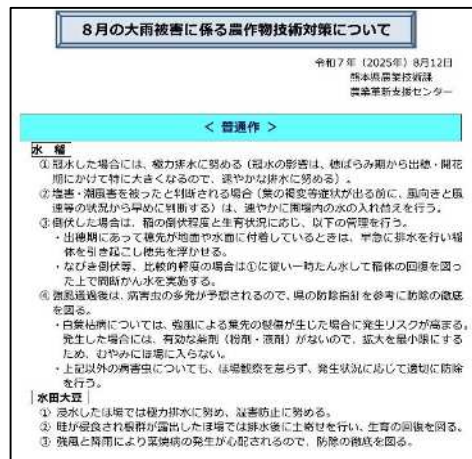 ８月の大雨被害に係る農作物技術対策について
令和７年（2025年）8月12日
熊本県農業技術課
農業革新支援センター
＜ 普通作 ＞
水 稲
① 冠水した場合には、極力排水に努める（冠水の影響は、穂ばらみ期から出穂・開花
期にかけて特に大きくなるので、速やかな排水に努める）。
② 塩害・潮風害を被ったと判断される場合（葉の褐変等症状が出る前に、風向きと風
速等の状況から早めに判断する）は、速やかに圃場内の水の入れ替えを行う。
③ 倒伏した場合は、稲の倒伏程度と生育状況に応じ、以下の管理を行う。
・出穂期にあって穂先が地面や水面に付着しているときは、早急に排水を行い稲
体を引き起こし穂先を浮かせる。
・なびき倒伏等、比較的軽度の場合は①に従い一時たん水して稲体の回復を図っ
た上で間断かん水を実施する。
④ 強風通過後は、病害虫の多発が予想されるので、県の防除指針を参考に防除の徹底
を図る。
・白葉枯病については、強風による葉先の裂傷が生じた場合に発生リスクが高まる。
発生した場合には、有効な薬剤（粉剤・液剤）がないので、拡大を最小限にする
ため、むやみにほ場に入らない。
・上記以外の病害虫についても、ほ場観察を怠らず、発生状況に応じて適切に防除
を行う。
水田大豆
① 浸水したほ場では極力排水に努め、湿害防止に努める。
② 畦が浸食され根群が露出したほ場では排水後に土寄せを行い、生育の回復を図る。
③ 強風と降雨により葉焼病の発生が心配されるので、防除の徹底を図る。